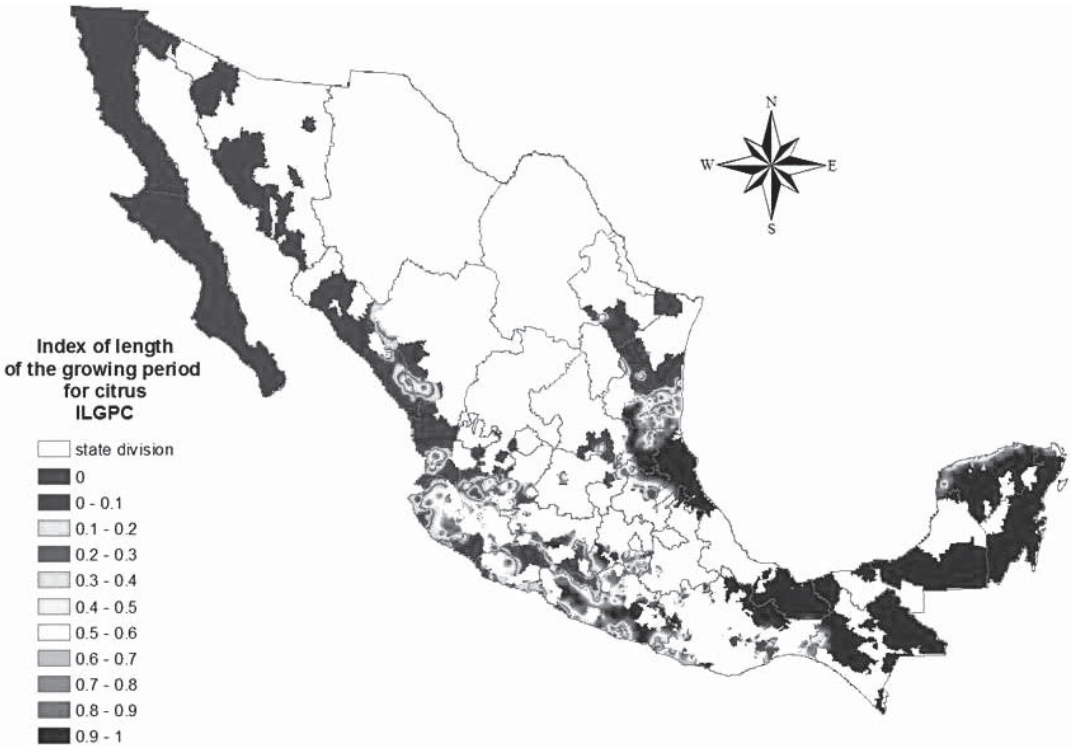 N
W
E
S
Index of length
of the growing period
for citrus
ILGPC
state division
0
0 - 0.1
0.1 - 0.2
0.2 - 0.3
0.3 - 0.4
0.4 - 0.5
0.5 - 0.6
0.6 - 0.7
0.7 - 0.8
0.8 - 0.9
0.9 - 1